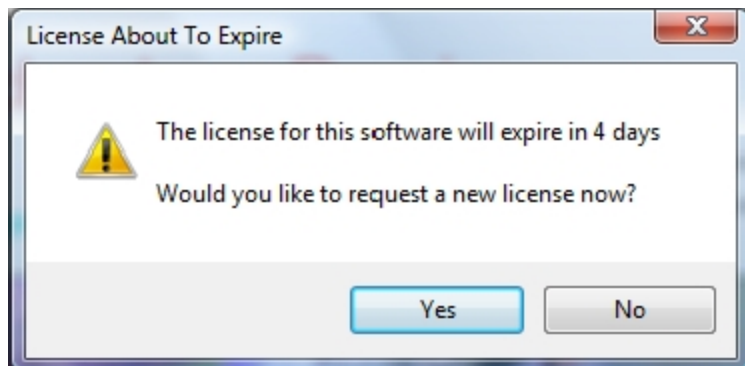 License About To Expire
The license for this software will expire in 4 days
Would you like to request a new license now?
Yes
No